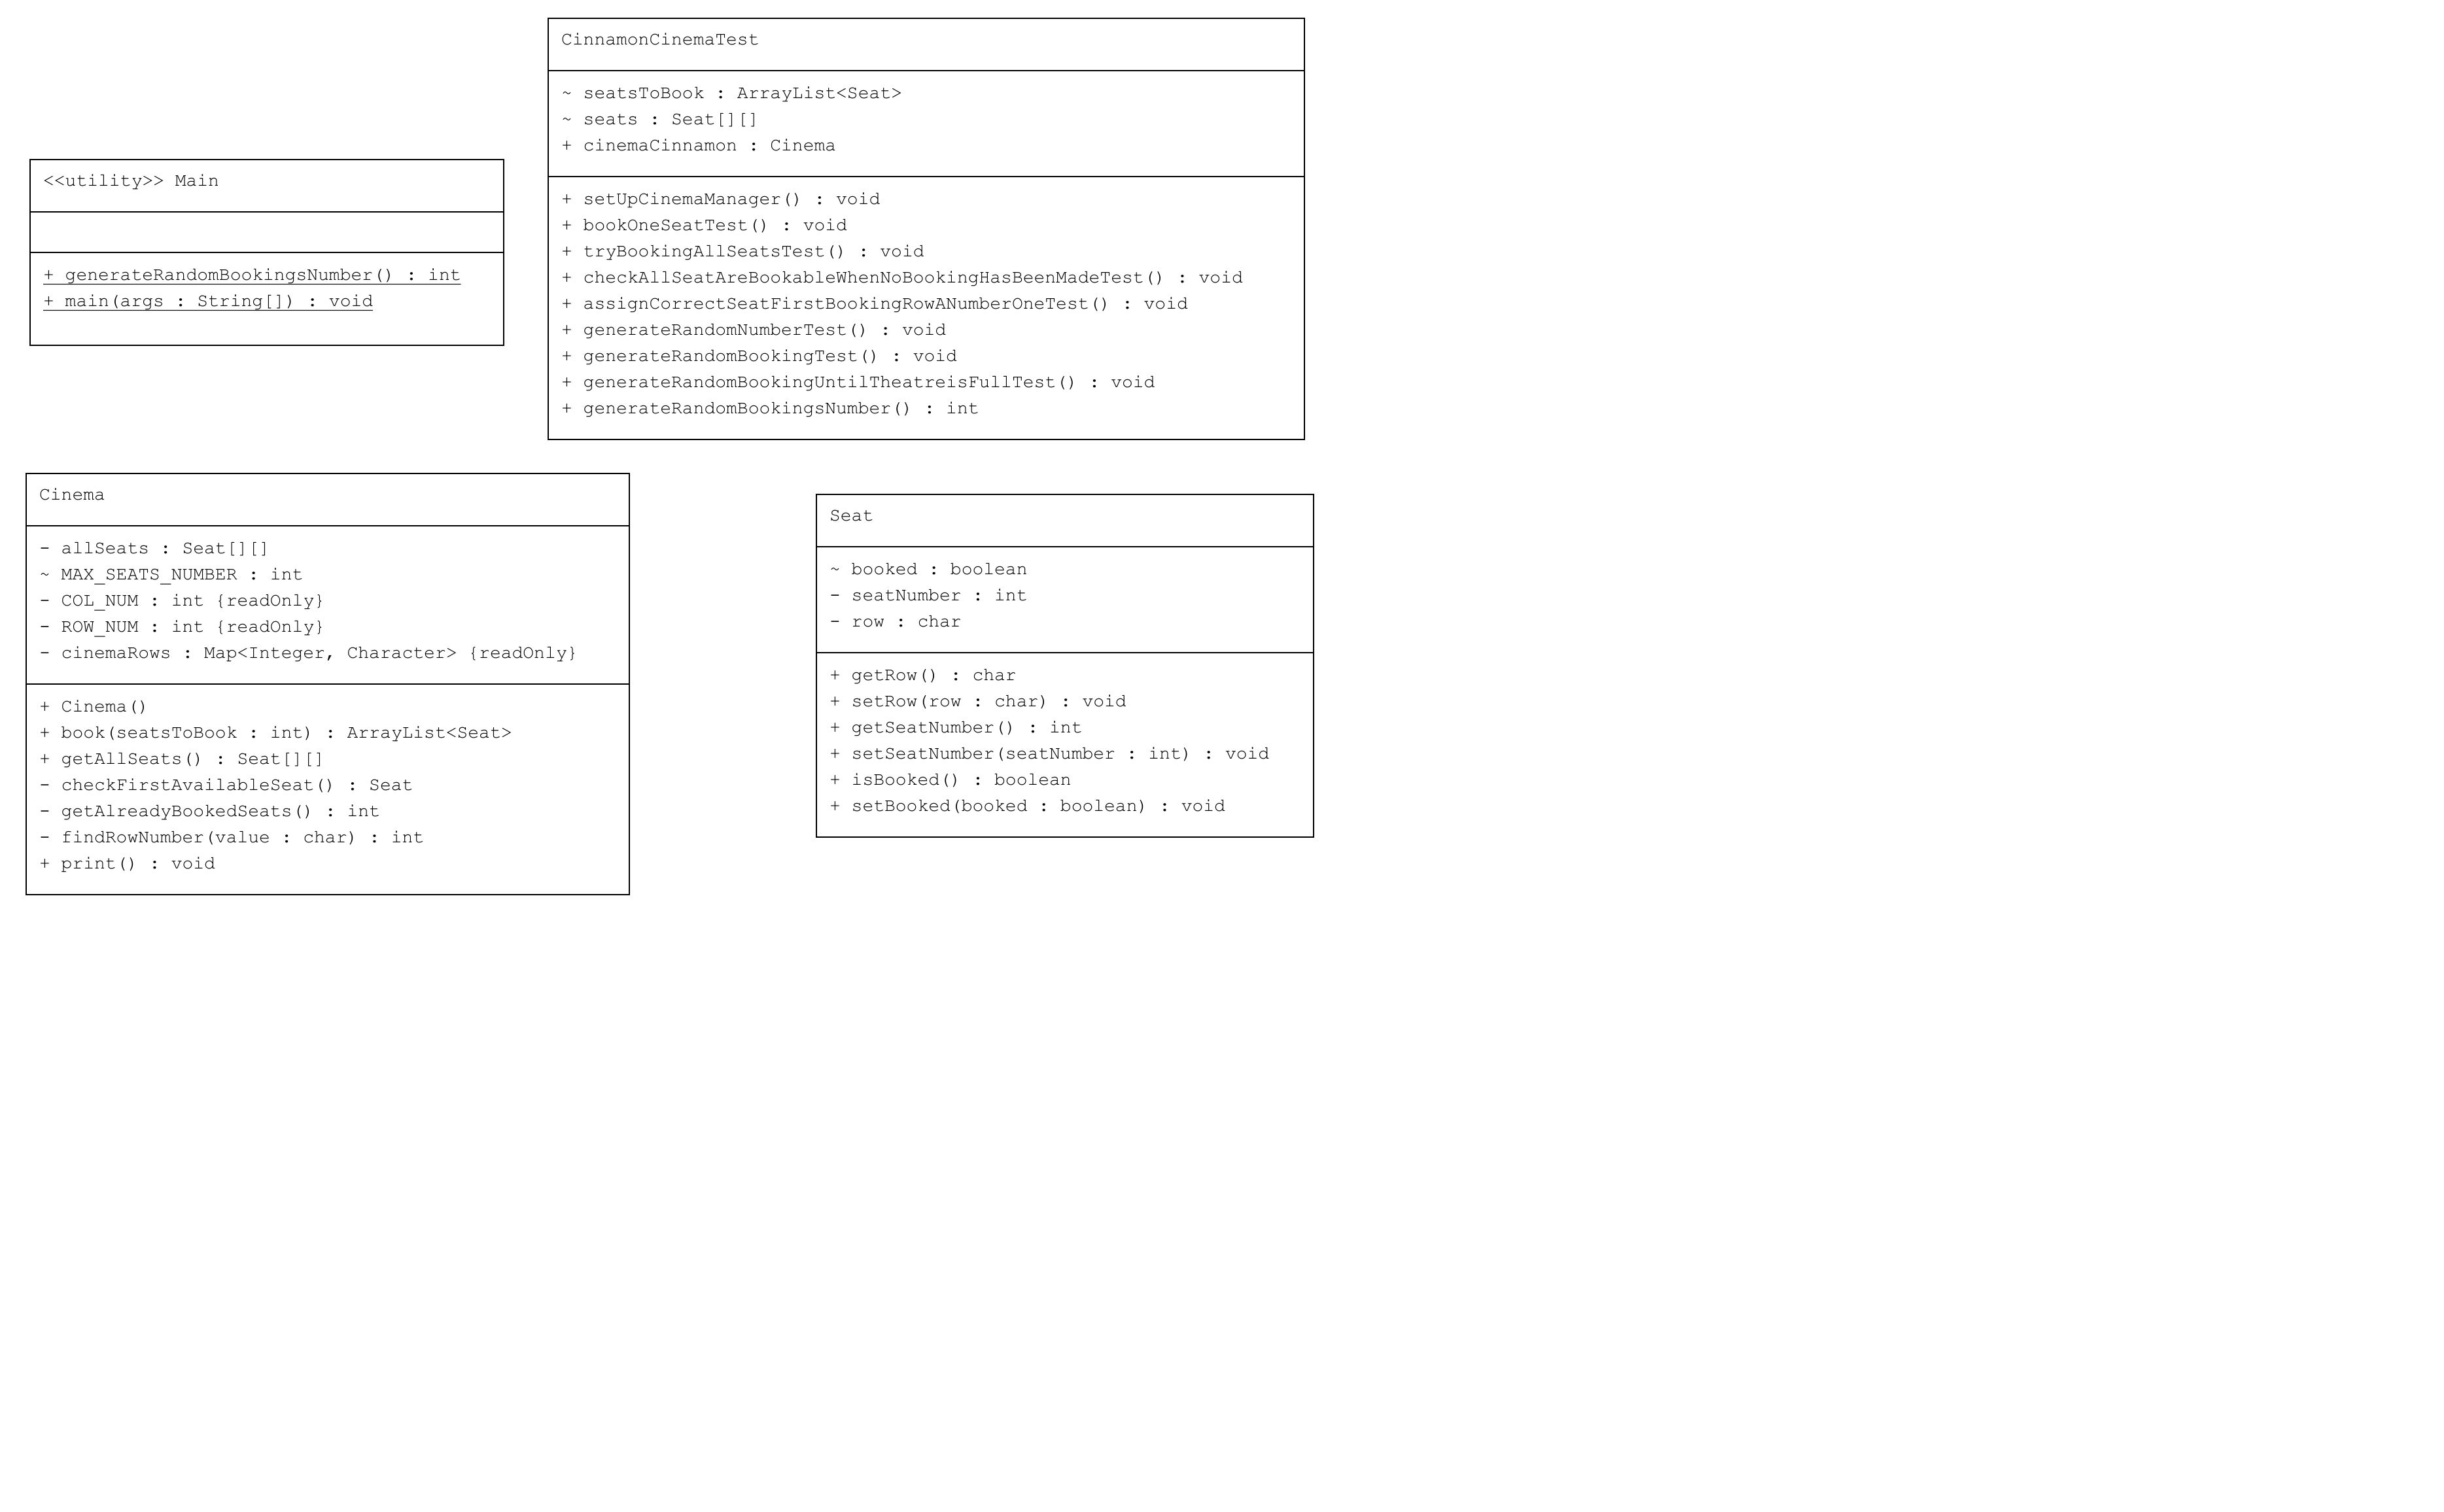 CinnamonCinemaTest
~ seatsToBook : ArrayList<Seat>
~ seats : Seat[][]
+ cinemaCinnamon : Cinema
+ setUpCinemaManager() : void
+ bookOneSeatTest() : void
+ tryBookingAllSeatsTest() : void
+ checkAllSeatAreBookableWhenNoBookingHasBeenMadeTest() : void
+ assignCorrectSeatFirstBookingRowANumberOneTest() : void
+ generateRandomNumberTest() : void
+ generateRandomBookingTest() : void
+ generateRandomBookingUntilTheatreisFullTest() : void
+ generateRandomBookingsNumber() : int
<<utility>> Main
+ generateRandomBookingsNumber() : int
+ main(args : String[]) : void
Cinema
- allSeats : Seat[][]
~ MAX_SEATS_NUMBER : int
- COL_NUM : int {readOnly}
- ROW_NUM : int {readOnly}
- cinemaRows : Map<Integer, Character> {readOnly}
+ Cinema()
+ book(seatsToBook : int) : ArrayList<Seat>
+ getAllSeats() : Seat[][]
- checkFirstAvailableSeat() : Seat
- getAlreadyBookedSeats() : int
- findRowNumber(value : char) : int
+ print() : void
Seat
~ booked : boolean
- seatNumber : int
- row : char
+ getRow() : char
+ setRow(row : char) : void
+ getSeatNumber() : int
+ setSeatNumber(seatNumber : int) : void
+ isBooked() : boolean
+ setBooked(booked : boolean) : void